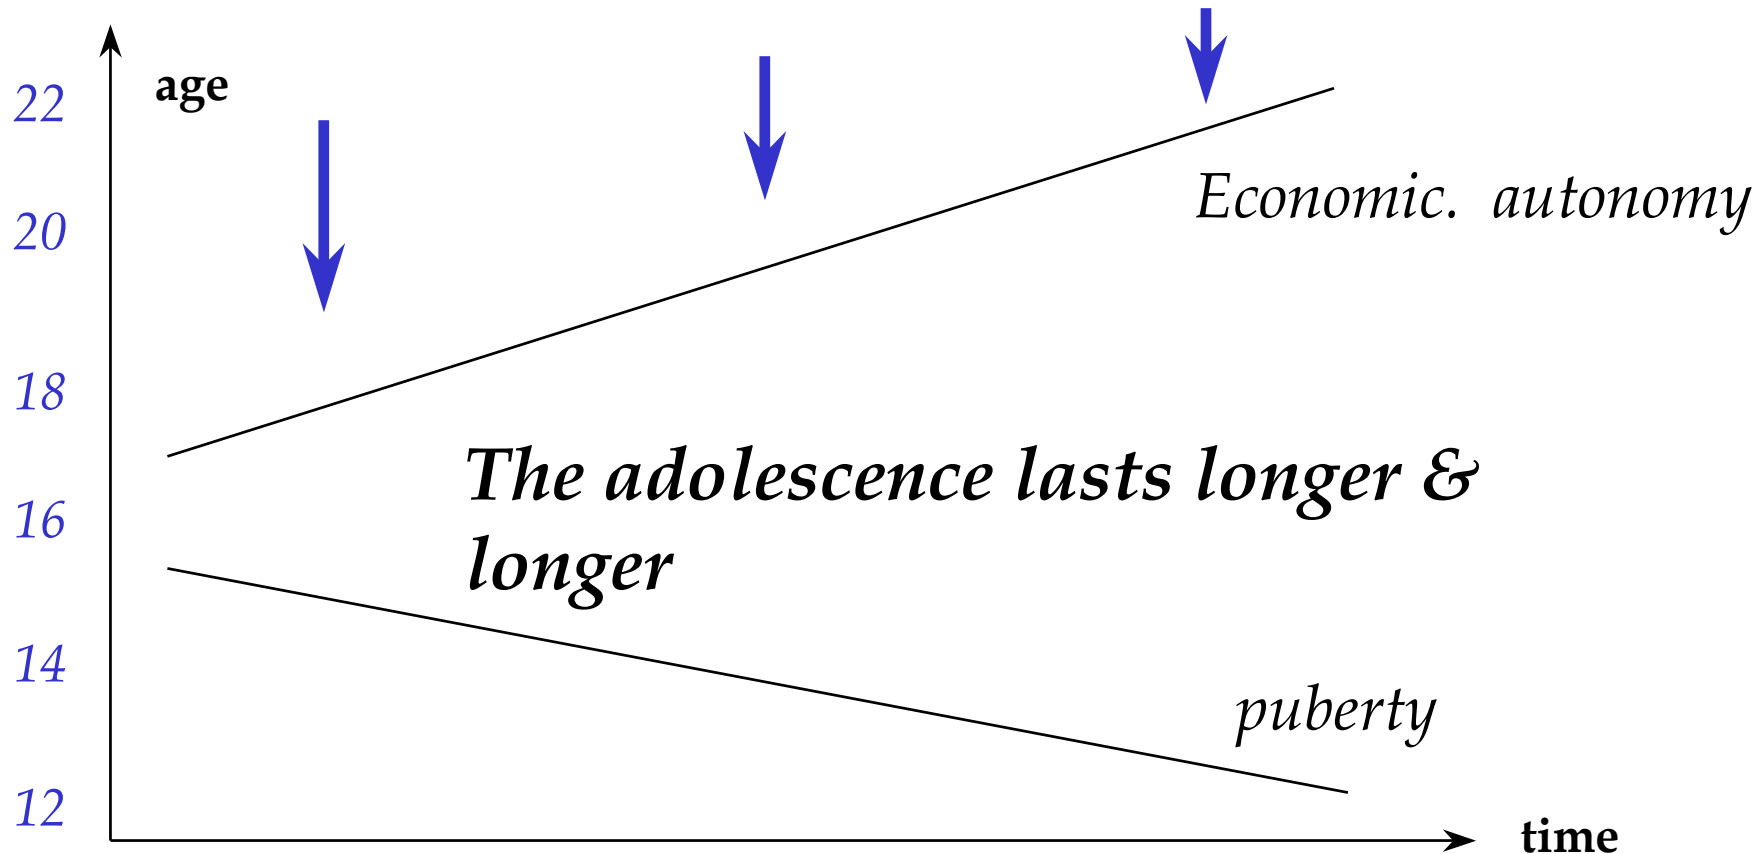 age
22
20
18
16
14
12
Economic. autonomy
The adolescence lasts longer &
longer
puberty
time